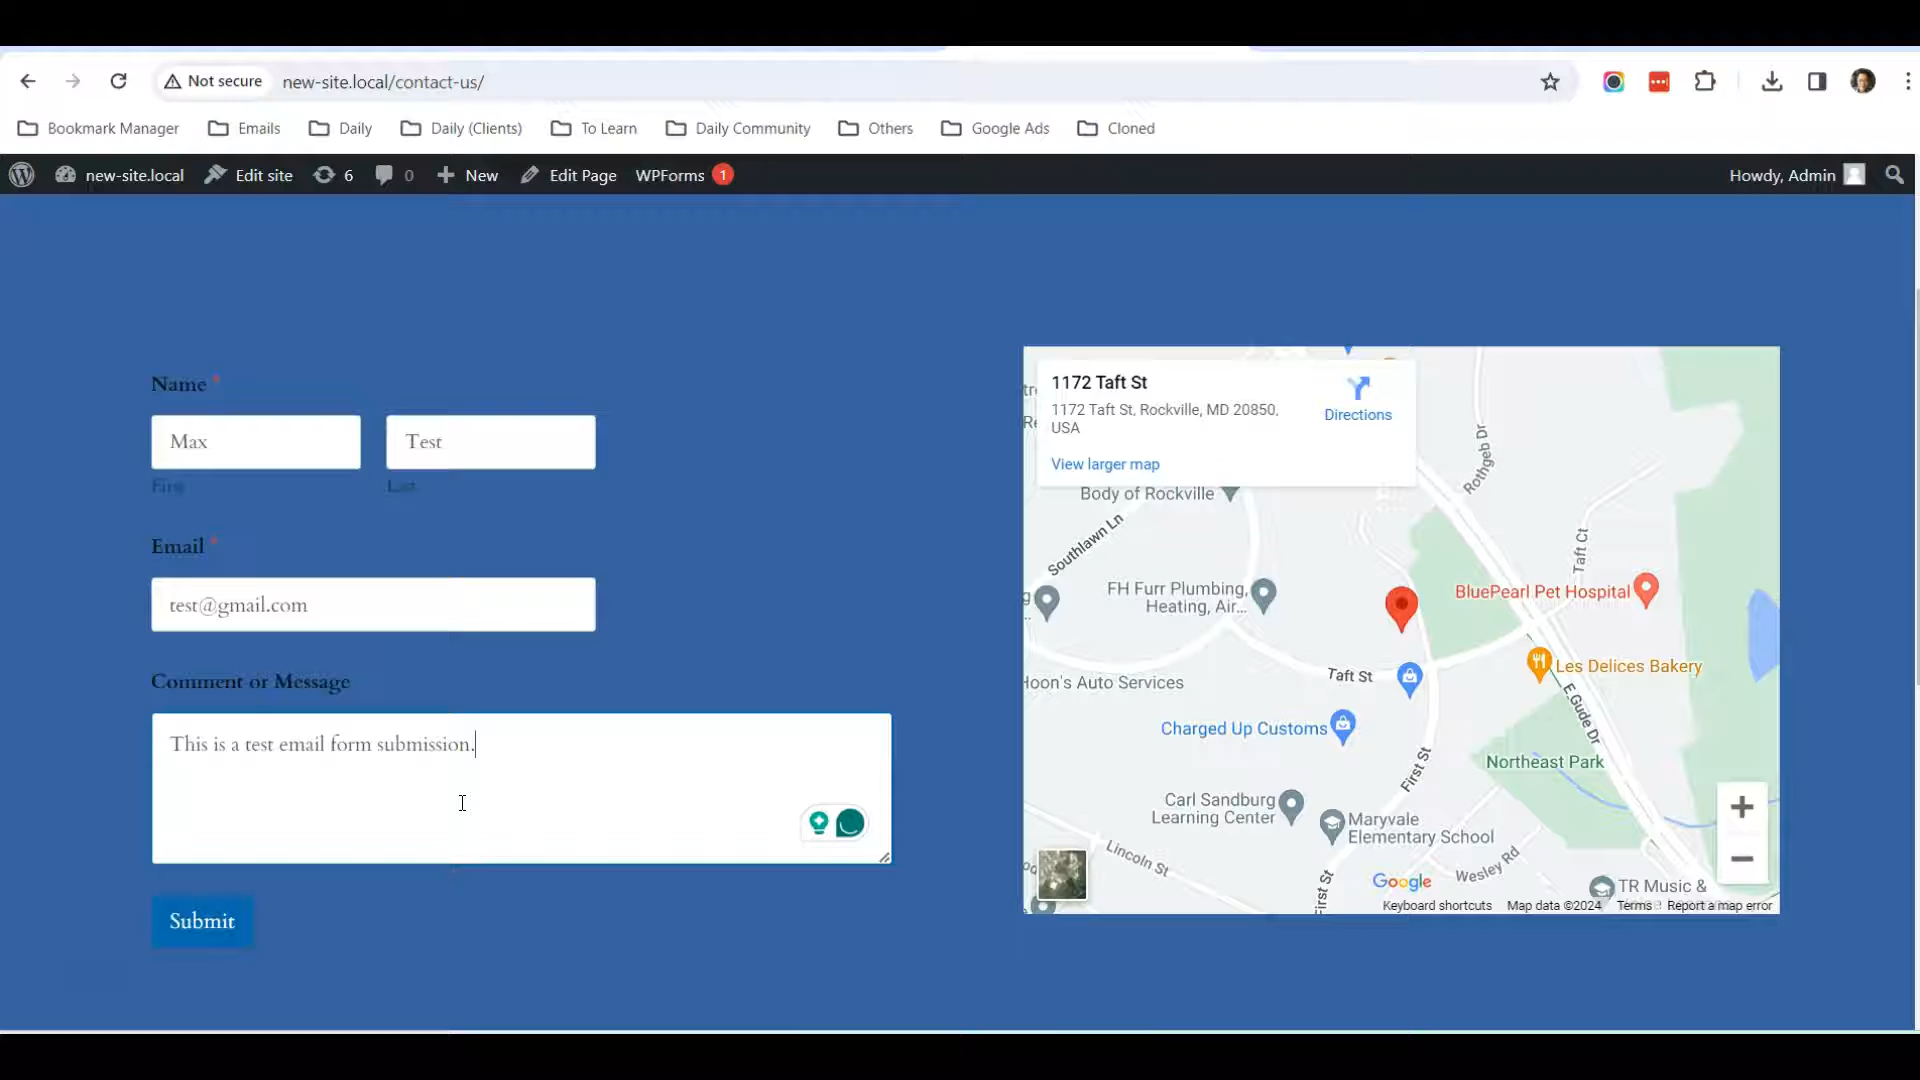 Not secure
new-site.local/contact-us/
Bookmark Manager
Emails
Daily
Daily (Clients)
To Learn
Daily Community
Others
Google Ads
Cloned
new-site.local
Edit site
6
0
New
Edit Page
WPForms
1
Howdy, Admin
Name *
Max
Test
First
Last
Email *
test@gmail.com
Comment or Message
This is a test email form submission.
Submit
1172 Taft St
1172 Taft St, Rockville, MD 20850,
USA
Directions
View larger map
Body of Rockville
Rothgeb Dr
Southlawn Ln
Taft Ct
FH Furr Plumbing,
Heating, Air...
BluePearl Pet Hospital
Les Delices Bakery
Taft St
Hoon's Auto Services
E Gude Dr
Charged Up Customs
First St
Northeast Park
Carl Sandburg
Learning Center
Maryvale
Elementary School
Lincoln St
Wesley Rd
First St
Google
TR Music &
Keyboard shortcuts
Map data ©2024
Terms
Report a map error